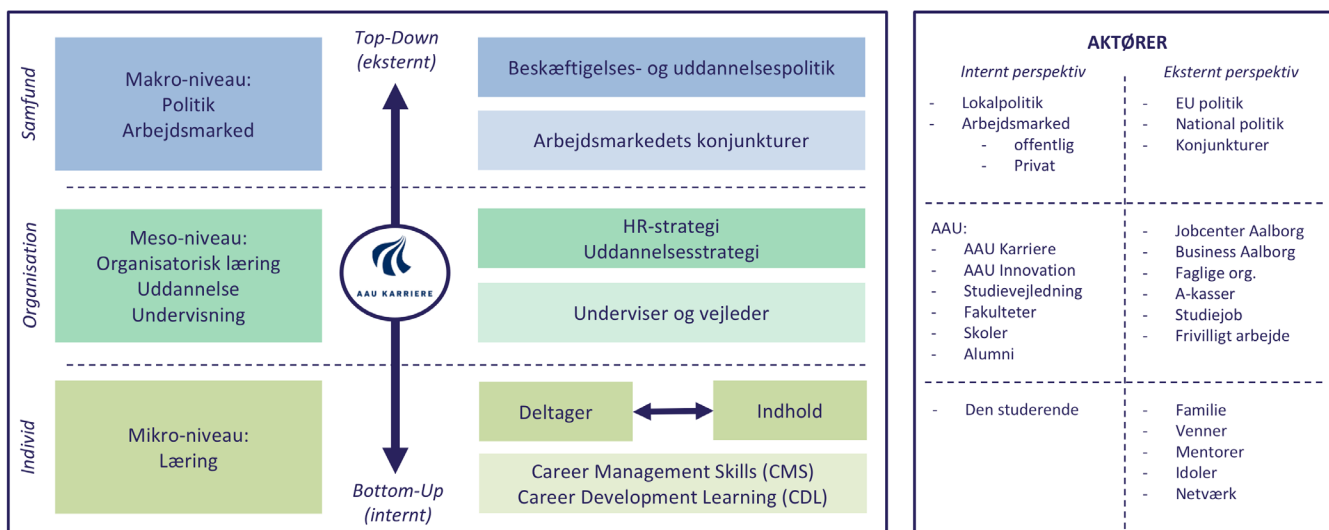 Samfund
Makro-niveau:
Politik
Arbejdsmarked
Top-Down
(eksternt)
Beskæftigelses- og uddannelsespolitik
Arbejdsmarkedets konjunkturer
Organisation
Meso-niveau:
Organisatorisk læring
Uddannelse
Undervisning
AAU KARRIERE
HR-strategi
Uddannelsesstrategi
Underviser og vejleder
Individ
Mikro-niveau:
Læring
Bottom-Up
(internt)
Deltager
Indhold
Career Management Skills (CMS)
Career Development Learning (CDL)
AKTØRER
Internt perspektiv
- Lokalpolitik
- Arbejdsmarked
- offentlig
- Privat
Eksternt perspektiv
- EU politik
- National politik
- Konjunkturer
AAU:
- AAU Karriere
- AAU Innovation
- Studievejledning
- Fakulteter
- Skoler
- Alumni
- Jobcenter Aalborg
- Business Aalborg
- Faglige org.
- A-kasser
- Studiejob
- Frivilligt arbejde
- Den studerende
- Familie
- Venner
- Mentorer
- Idoler
- Netværk